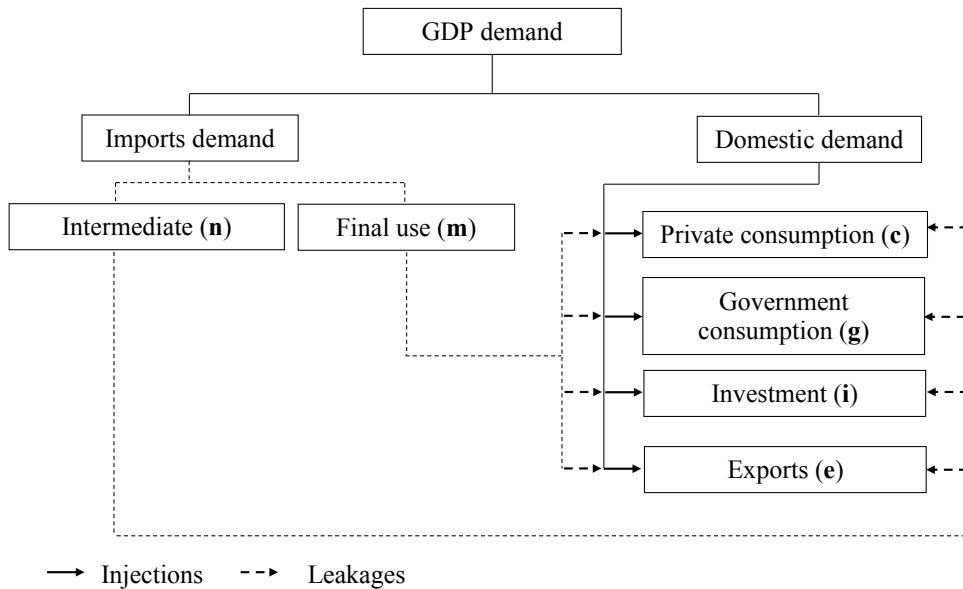 GDP demand
Imports demand
Domestic demand
Intermediate (n)
Final use (m)
Private consumption (c)
Government
consumption (g)
Investment (i)
Exports (e)
Injections
Leakages